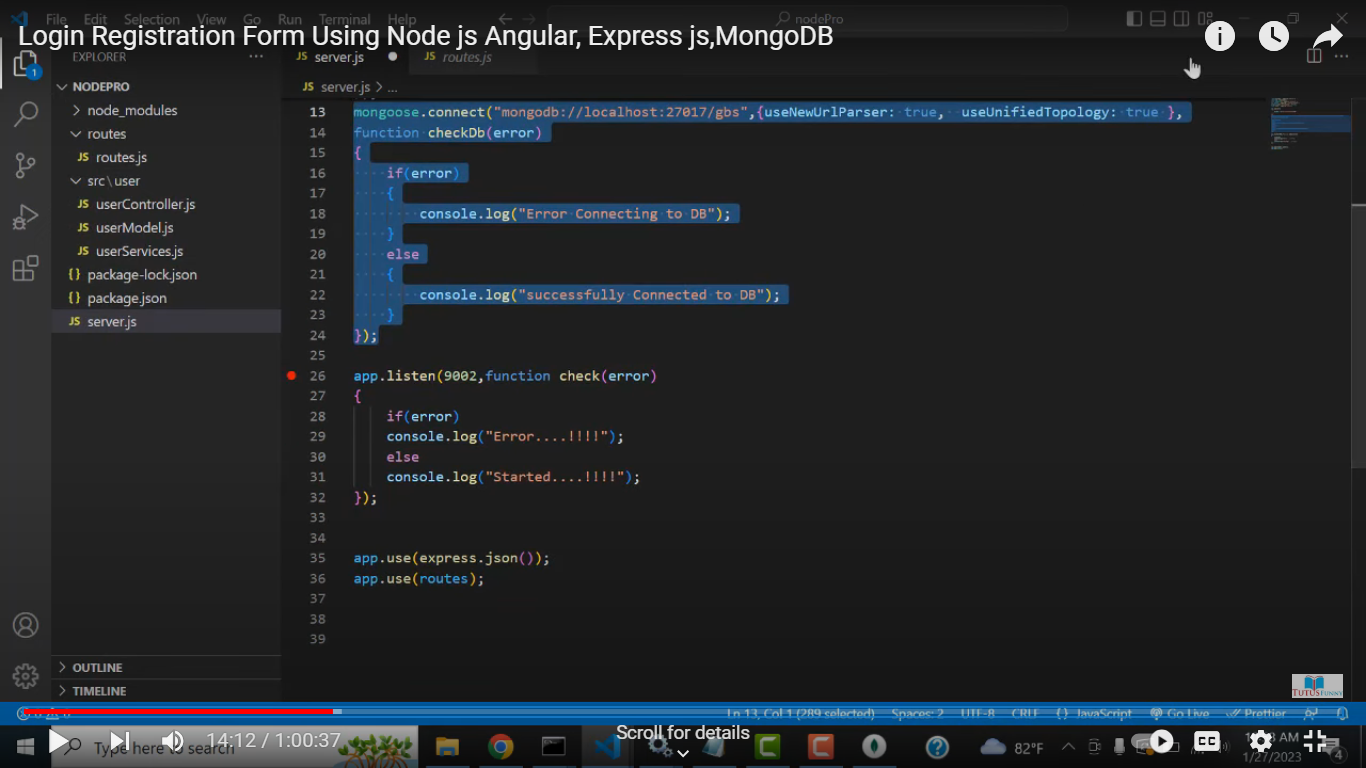 File Edit Selection View Go Run Terminal Help
nodePro
Login Registration Form Using Node js Angular, Express js,MongoDB
EXPLORER
JS server.js
JS routes.js
1
NODEPRO
JS server.js > ...
node_modules
routes
JS routes.js
src\user
JS userController.js
JS userModel.js
JS userServices.js
{} package-lock.json
{} package.json
JS server.js
13 mongoose.connect("mongodb://localhost:27017/gbs",{useNewUrlParser: true,  useUnifiedTopology: true },
14 function checkDb(error)
15 {
16 if(error)
17 {
18 console.log("Error Connecting to DB");
19 }
20 else
21 {
22 console.log("successfully Connected to DB");
23 }
24 });
25
26 app.listen(9002,function check(error)
27 {
28 if(error)
29 console.log("Error....!!!!");
30 else
31 console.log("Started....!!!!");
32 });
33
34
35 app.use(express.json());
36 app.use(routes);
37
38
39
OUTLINE
TIMELINE
TUTUSFUNNY
Ln 13, Col 1 (289 selected) Spaces: 2 UTF-8 CRLF {} JavaScript Go Live Prettier
Scroll for details
Type here to search
14:12 / 1:00:37
82°F
CC
AM
1/27/2023
4